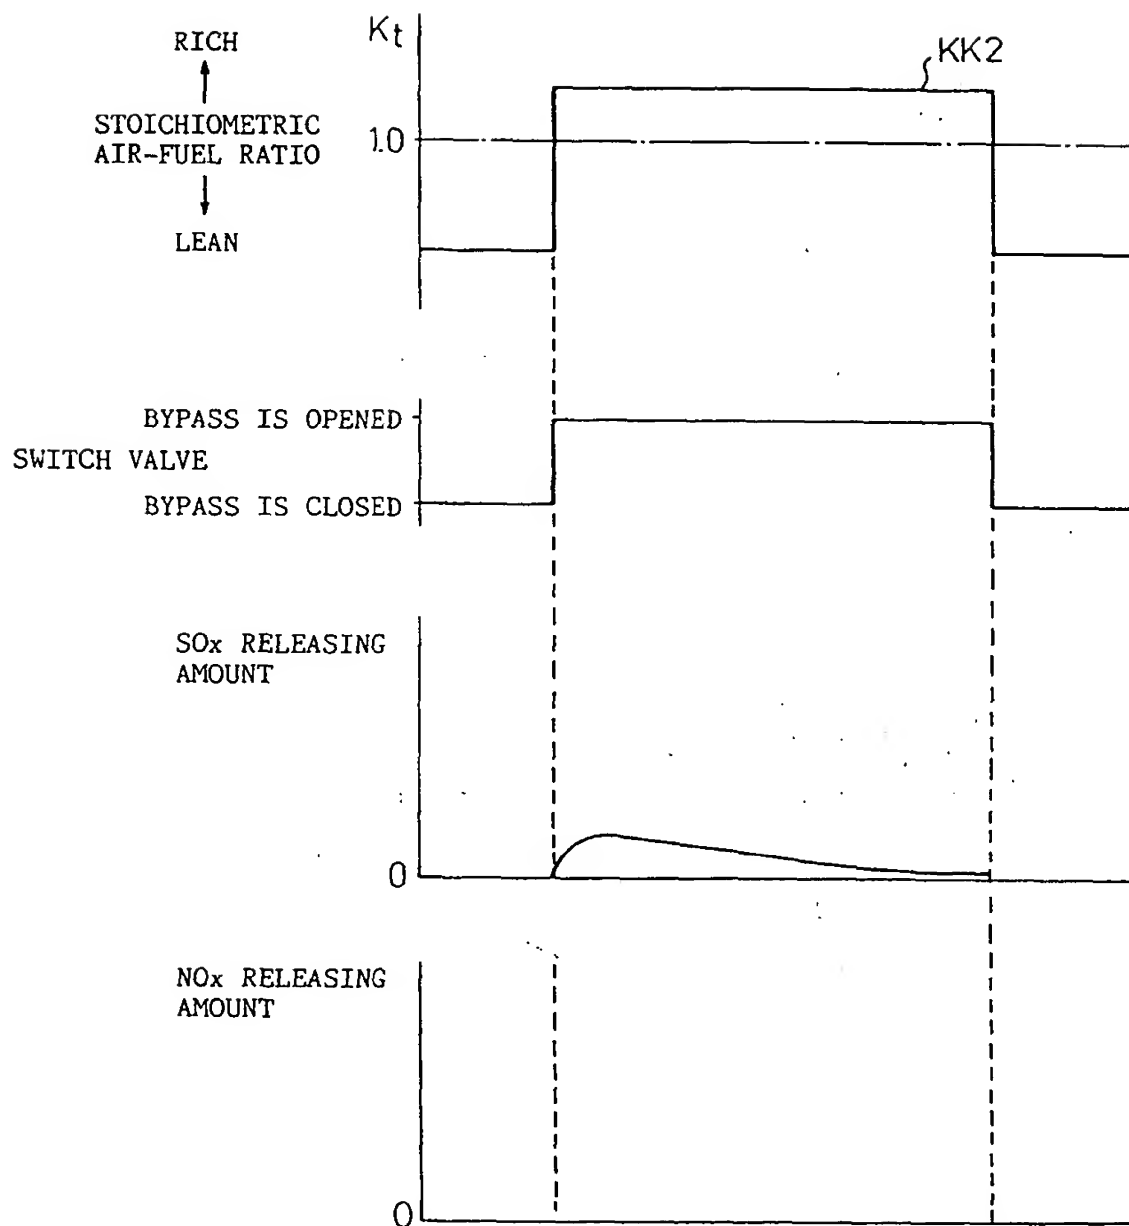 RICH
Kt
KK2
STOICHIOMETRIC
AIR-FUEL RATIO
1.0
LEAN
BYPASS IS OPENED
SWITCH VALVE
BYPASS IS CLOSED
SOx RELEASING
AMOUNT
0
NOx RELEASING
AMOUNT
0